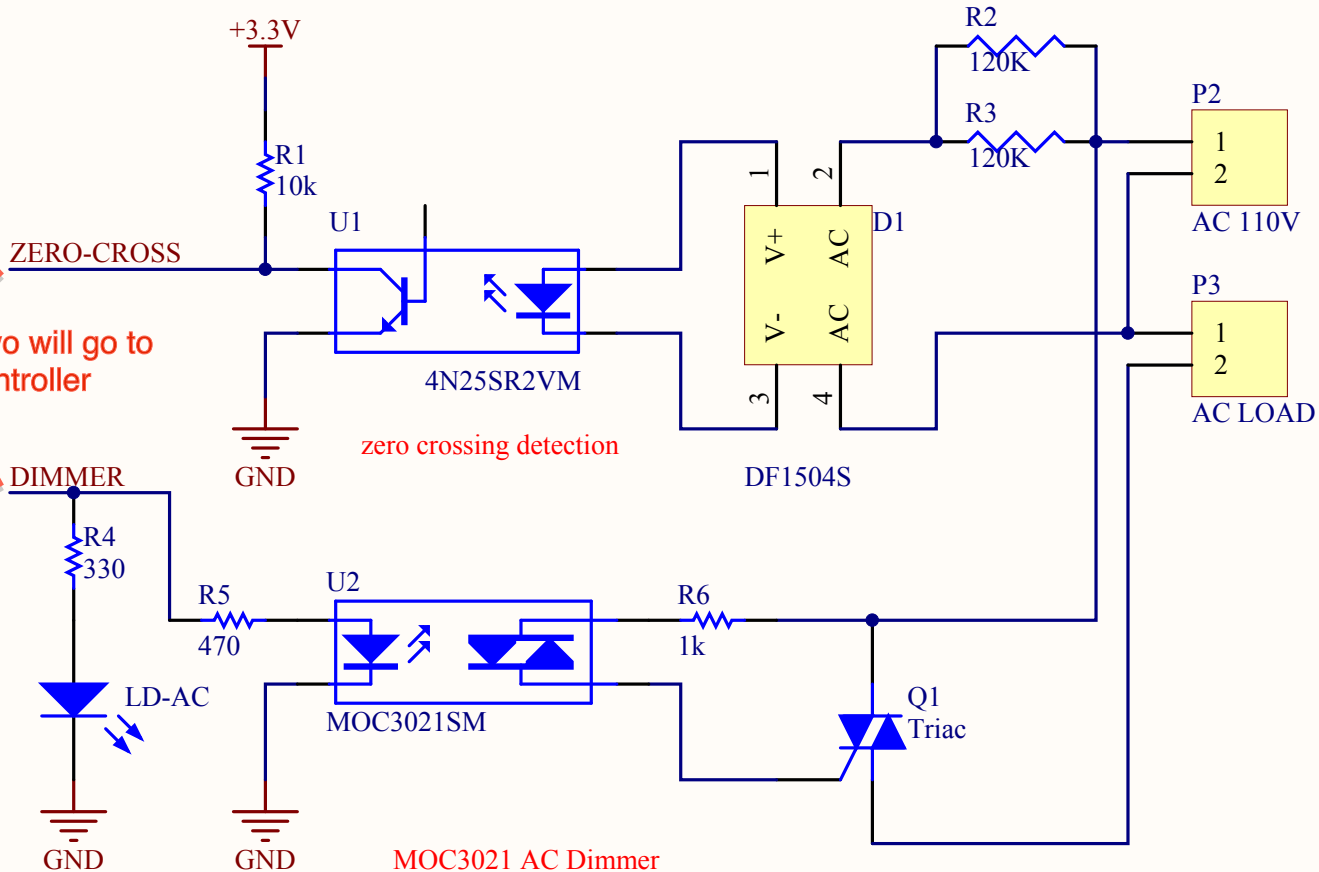 +3.3V
R1
10k
ZERO-CROSS
U1
4N25SR2VM
zero crossing detection
GND
will go to
1
2
V+
AC
D1
V-
AC
3
4
DF1504S
R2
120K
R3
120K
P2
1
2
AC 110V
P3
1
2
AC LOAD
DIMMER
R4
330
LD-AC
GND
R5
470
U2
MOC3021SM
GND
R6
1k
Q1
Triac
MOC3021 AC Dimmer